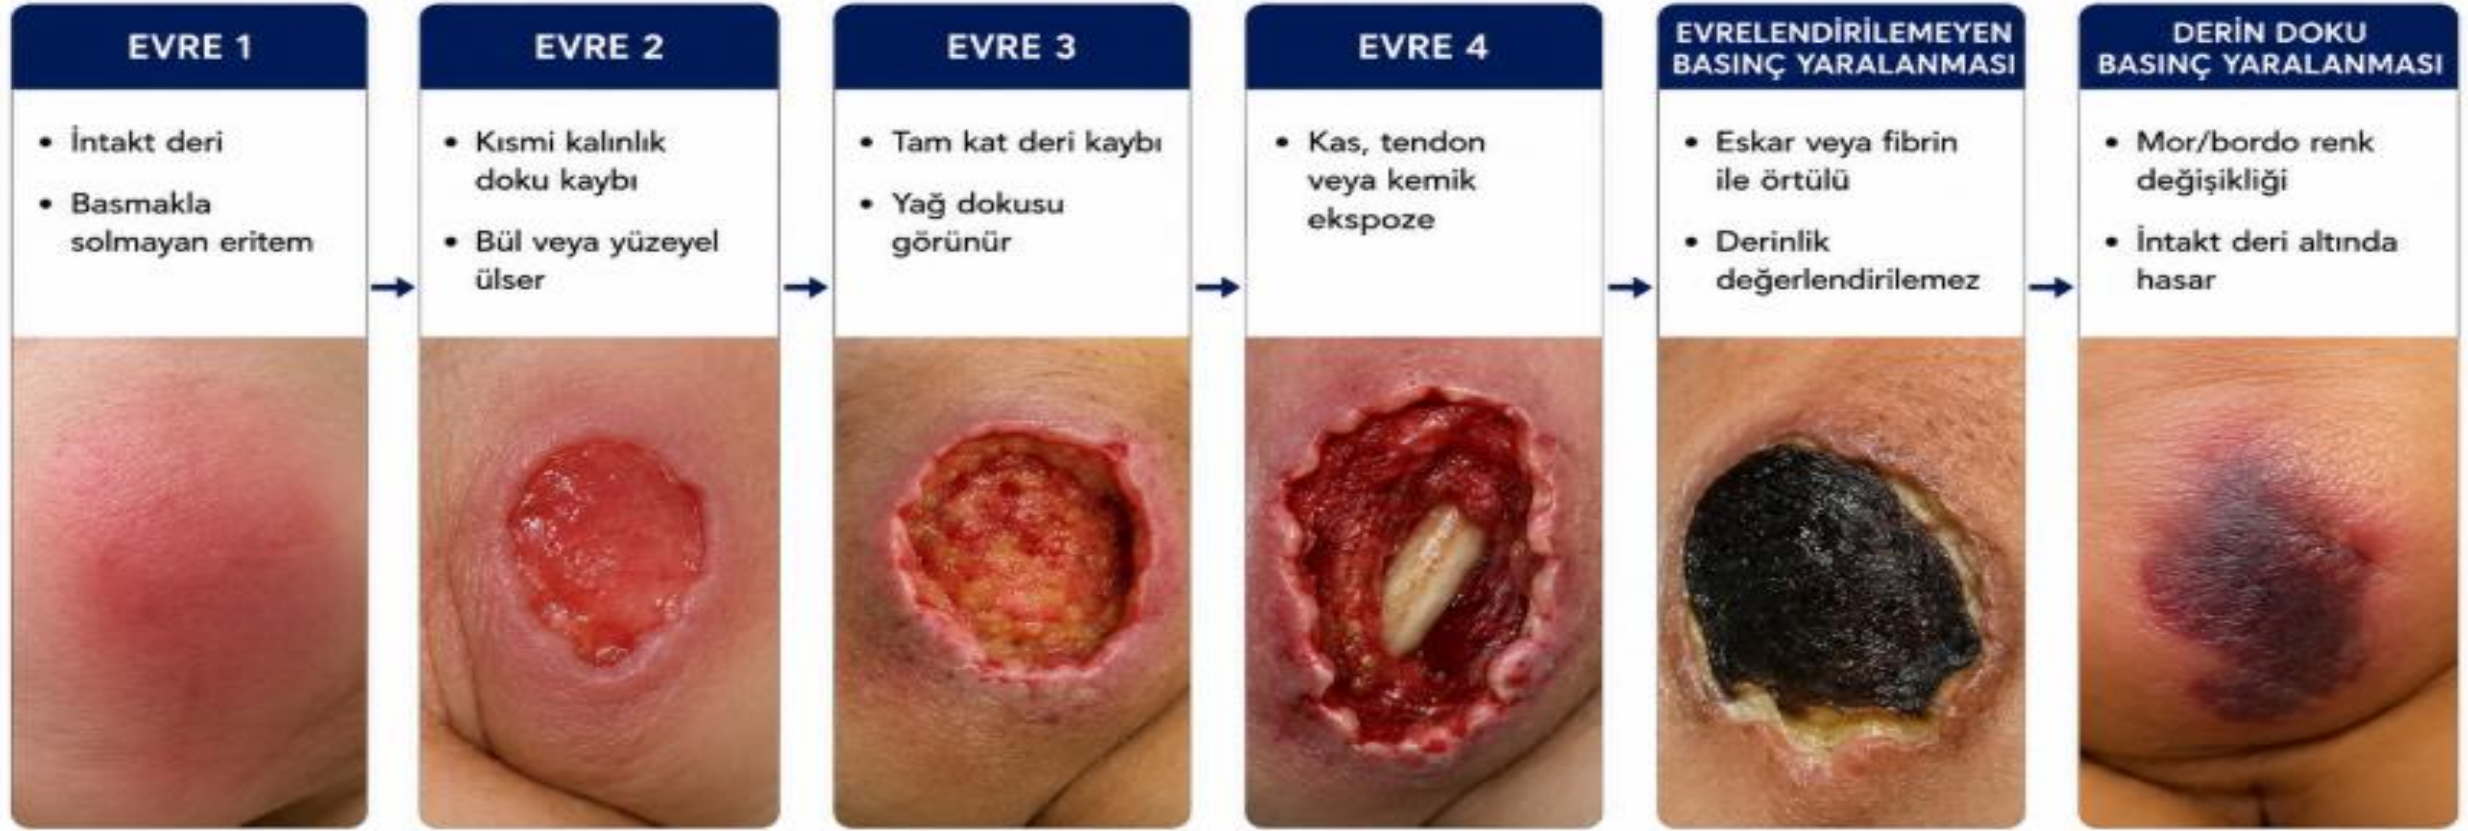 EVRE 1
• İntakt deri
• Basmakla
solmayan eritem
EVRE 2
• Kısmi kalınlık
doku kaybı
• Bül veya yüzeyel
ülser
EVRE 3
• Tam kat deri kaybı
• Yağ dokusu
görünür
EVRE 4
• Kas, tendon
veya kemik
ekspoze
EVRELENDİRİLEMEYEN
BASINÇ YARALANMASI
• Eskar veya fibrin
ile örtülü
• Derinlik
değerlendirilemez
DERİN DOKU
BASINÇ YARALANMASI
• Mor/bordo renk
değişikliği
• İntakt deri altında
hasar